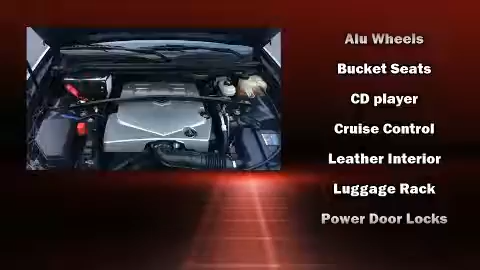 Alu Wheels
Bucket Seats
CD player
Cruise Control
Leather Interior
Luggage Rack
Power Door Locks